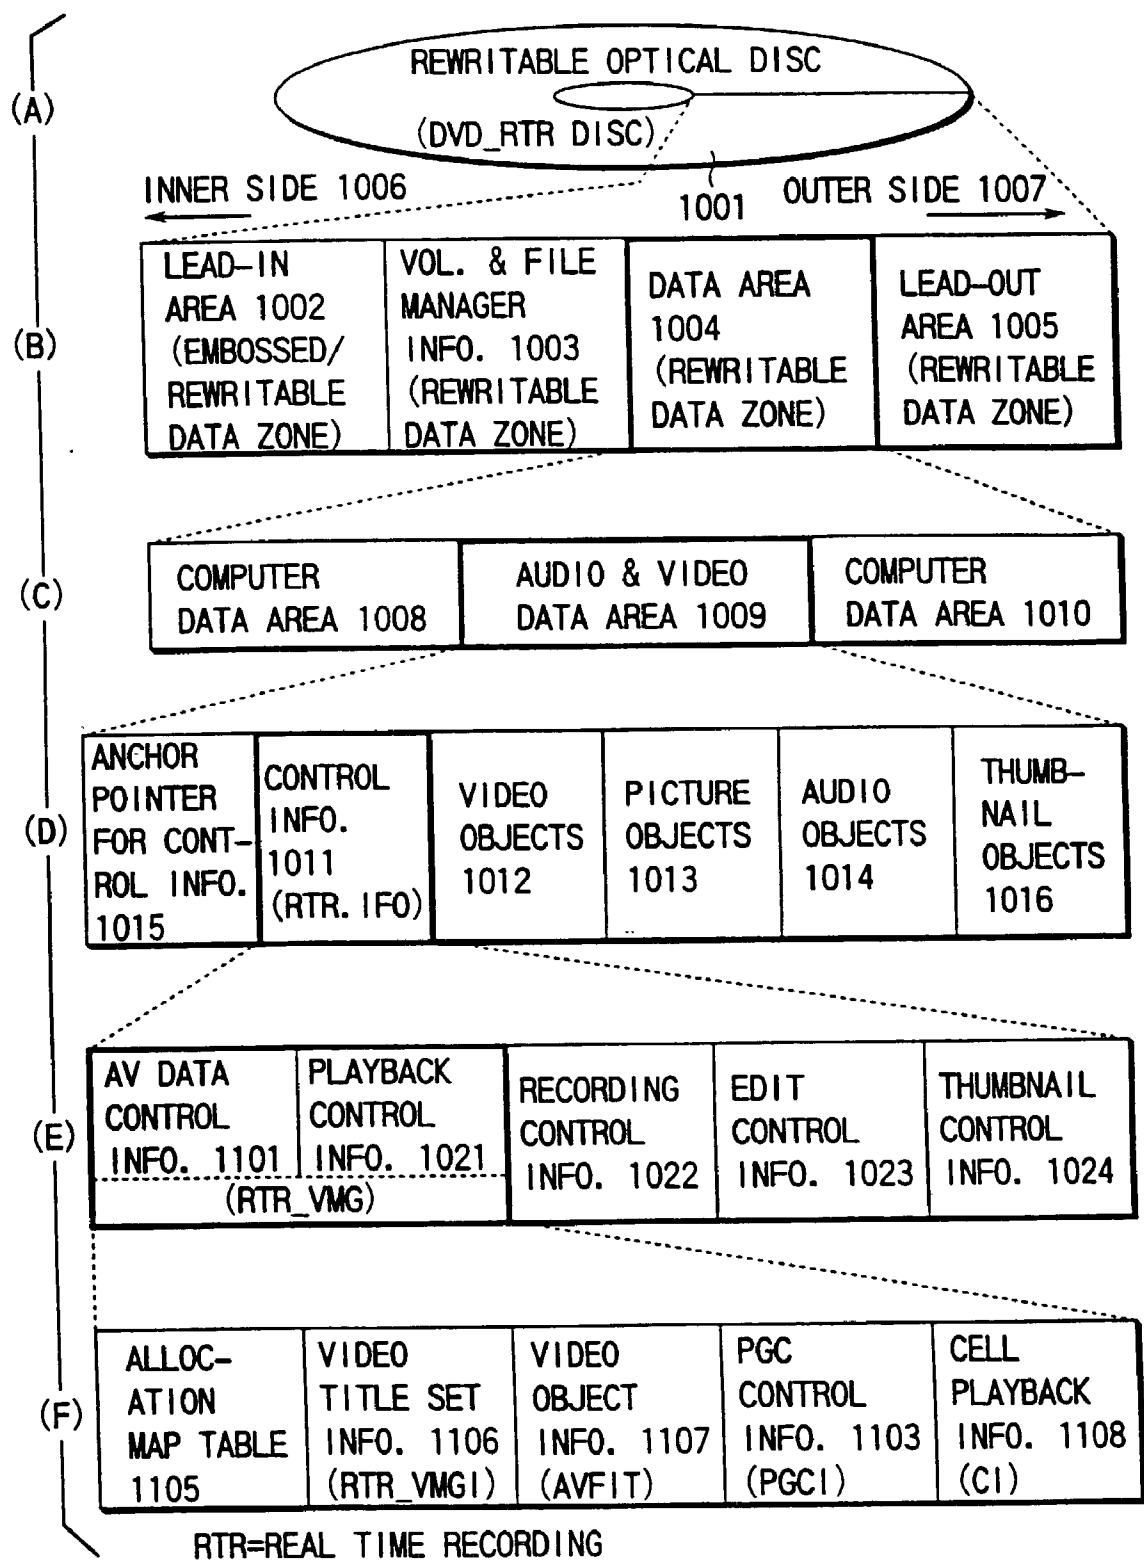 REWRITABLE OPTICAL DISC
(A)
(DVD_RTR DISC)
INNER SIDE 1006
1001
OUTER SIDE 1007
(B)
LEAD-IN
AREA 1002
(EMBOSSED/
REWRITABLE
DATA ZONE)
VOL. & FILE
MANAGER
INFO. 1003
(REWRITABLE
DATA ZONE)
DATA AREA
1004
(REWRITABLE
DATA ZONE)
LEAD-OUT
AREA 1005
(REWRITABLE
DATA ZONE)
(C)
COMPUTER
DATA AREA 1008
AUDIO & VIDEO
DATA AREA 1009
COMPUTER
DATA AREA 1010
(D)
ANCHOR
POINTER
FOR CONT-
ROL INFO.
1015
CONTROL
INFO.
1011
(RTR.IFO)
VIDEO
OBJECTS
1012
PICTURE
OBJECTS
1013
AUDIO
OBJECTS
1014
THUMB-
NAIL
OBJECTS
1016
(E)
AV DATA
CONTROL
INFO. 1101
PLAYBACK
CONTROL
INFO. 1021
(RTR_VMG)
RECORDING
CONTROL
INFO. 1022
EDIT
CONTROL
INFO. 1023
THUMBNAIL
CONTROL
INFO. 1024
(F)
ALLOC-
ATION
MAP TABLE
1105
VIDEO
TITLE SET
INFO. 1106
(RTR_VMGI)
VIDEO
OBJECT
INFO. 1107
(AVFIT)
PGC
CONTROL
INFO. 1103
(PGCI)
CELL
PLAYBACK
INFO. 1108
(CI)
RTR=REAL TIME RECORDING